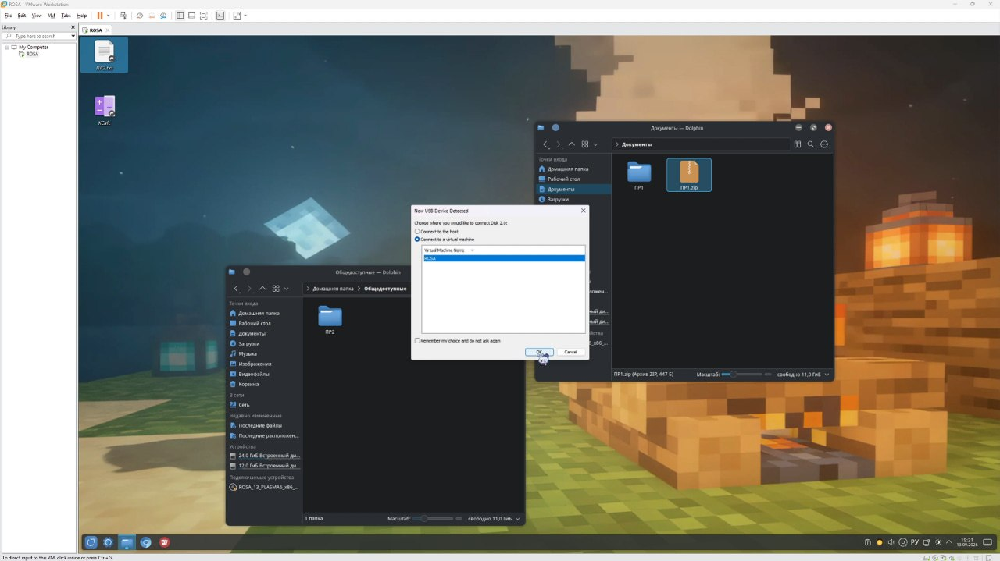 ROSA - VMware Workstation
File Edit View VM Tabs Help
Library
Type here to search
My Computer
ROSA
ROSA
ПР2.txt
KCalc
Документы — Dolphin
Документы
Точки входа
Домашняя папка
Рабочий стол
Документы
Загрузки
ПР1
ПР1.zip
ПР1.zip (Архив ZIP, 447 Б)
Масштаб:
свободно 11,0 ГиБ
New USB Device Detected
Choose where you would like to connect Disk 2.0:
Connect to the host
Connect to a virtual machine
Virtual Machine Name
ROSA
Remember my choice and do not ask again
OK
Cancel
Общедоступные — Dolphin
Домашняя папка
Общедоступные
Точки входа
Домашняя папка
Рабочий стол
Документы
Загрузки
Музыка
Изображения
Видеофайлы
Корзина
В сети
Сеть
Недавно изменённые
Последние файлы
Последние расположен...
Устройства
24,0 ГиБ Встроенный ди...
12,0 ГиБ Встроенный ди...
Подключаемые устройства
ROSA_13_PLASMA6_x86_...
ПР2
1 папка
Масштаб:
свободно 11,0 ГиБ
РУ
19:31
13.09.2026
To direct input to this VM, click inside or press Ctrl+G.